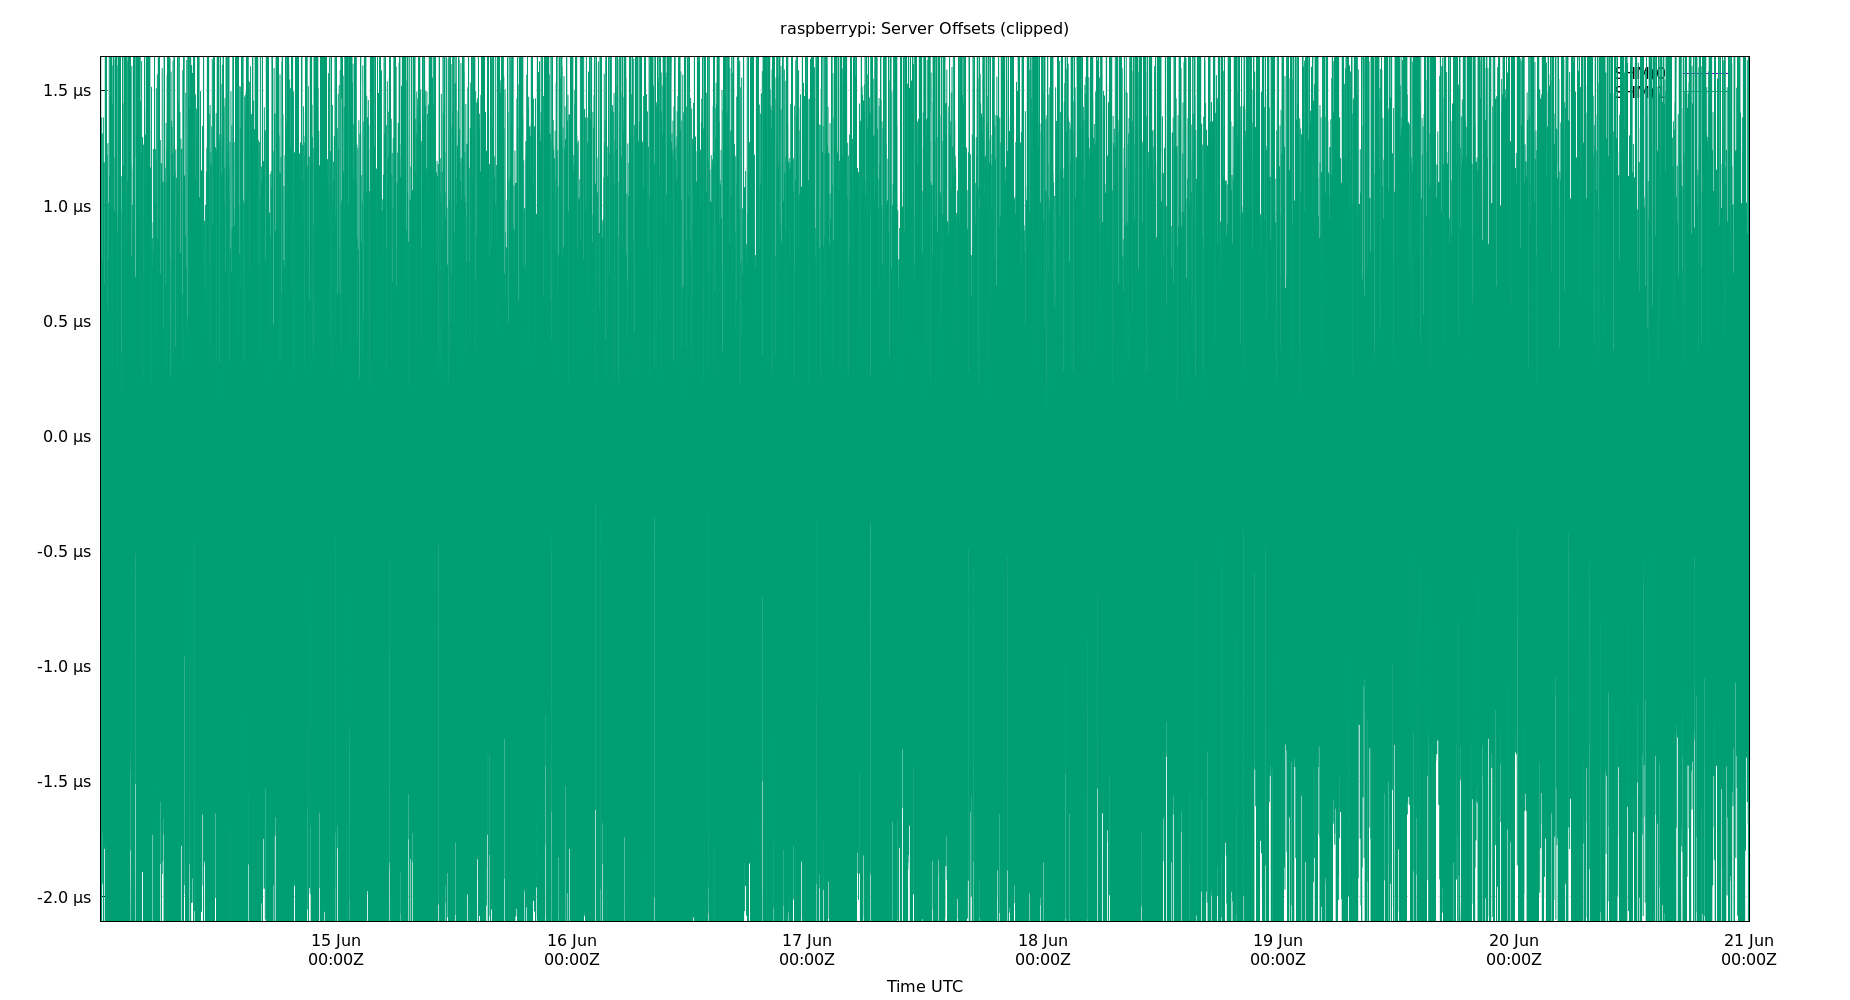 raspberrypi: Server Offsets (clipped)
1.5 µs
1.0 µs
0.5 µs
0.0 µs
-0.5 µs
-1.0 µs
-1.5 µs
-2.0 µs
15 Jun 16 Jun 17 Jun 18 Jun 19 Jun 20 Jun 21 Jun
00:00Z 00:00Z 00:00Z 00:00Z 00:00Z 00:00Z 00:00Z
Time UTC